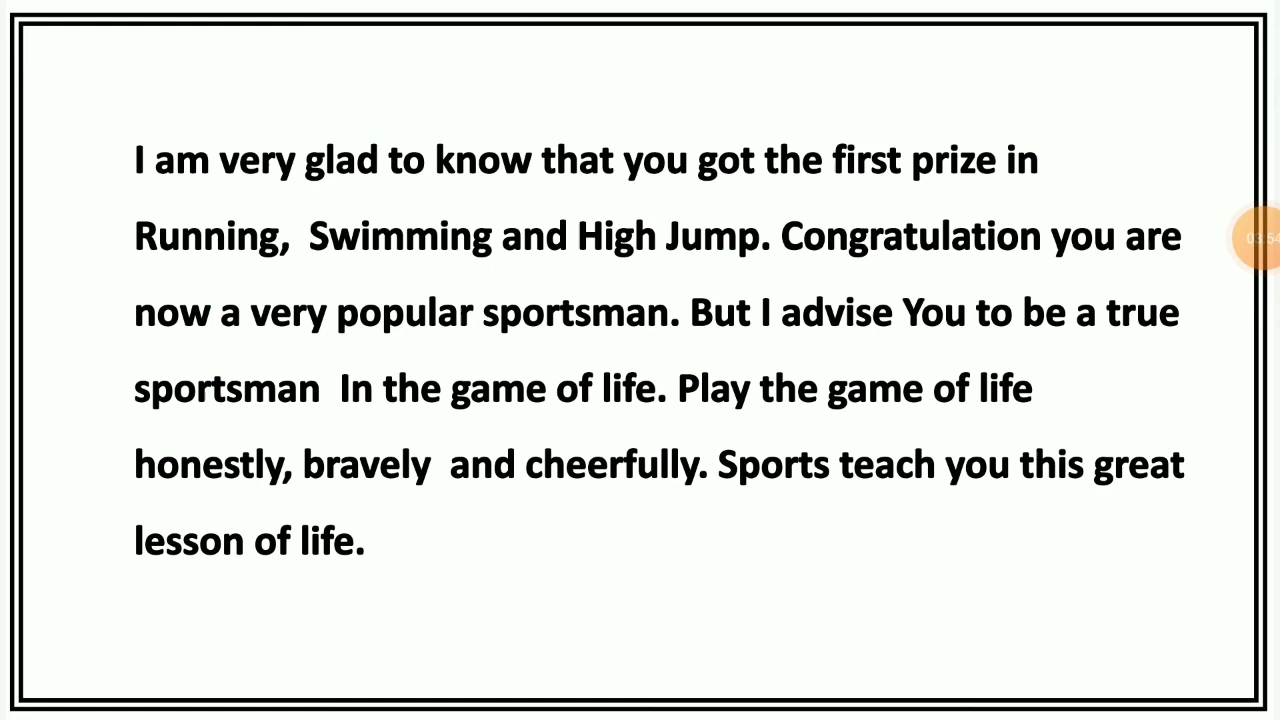 I am very glad to know that you got the first prize in
Running,  Swimming and High Jump. Congratulation you are
now a very popular sportsman. But I advise You to be a true
sportsman  In the game of life. Play the game of life
honestly, bravely  and cheerfully. Sports teach you this great
lesson of life.
03:54